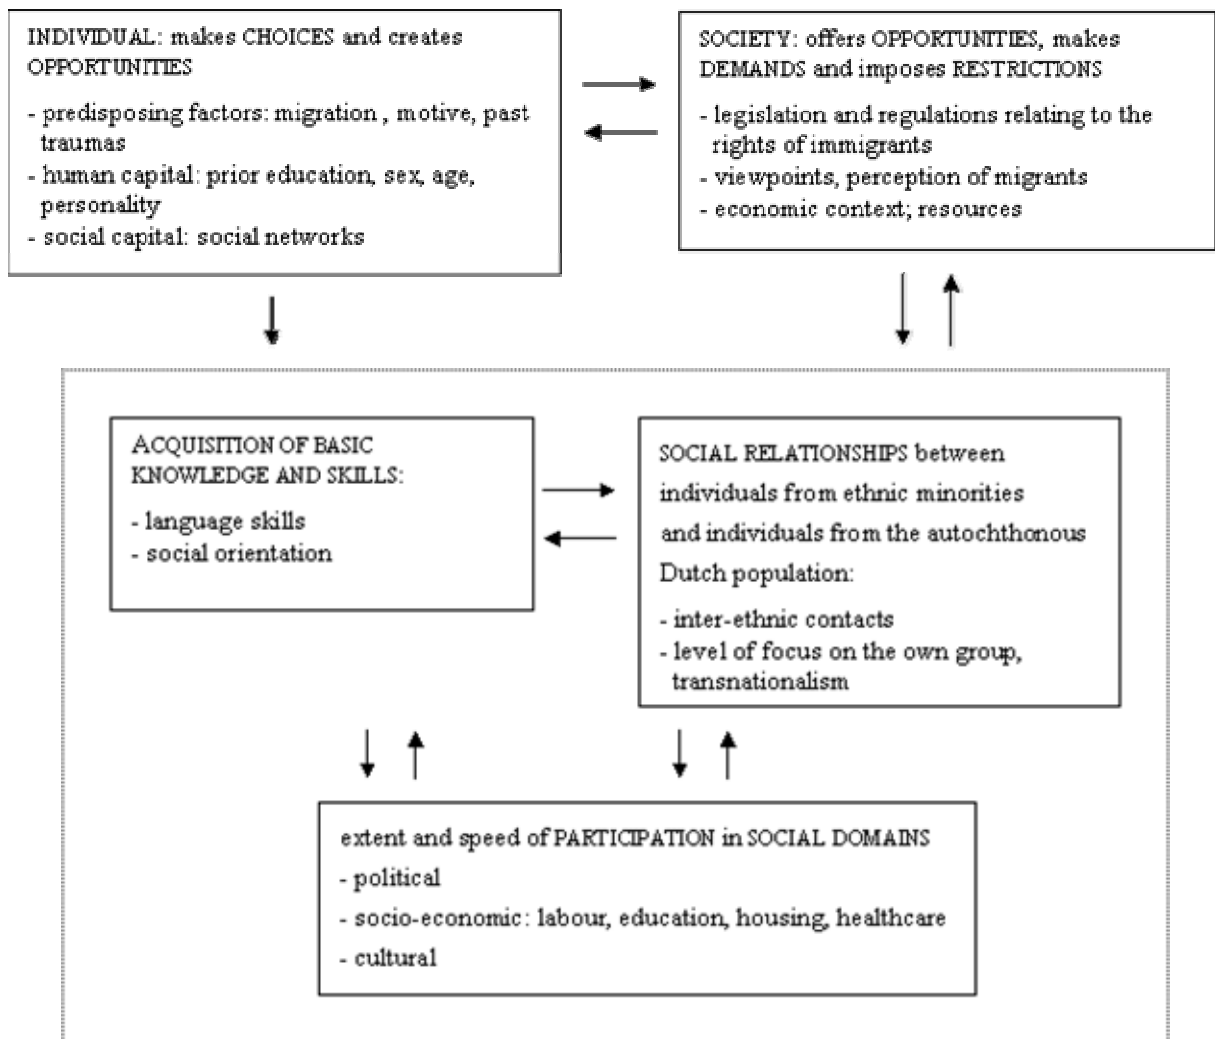 INDIVIDUAL: makes CHOICES and creates
OPPORTUNITIES
- predisposing factors: migration , motive, past
traumas
- human capital: prior education, sex, age,
personality
- social capital: social networks
SOCIETY: offers OPPORTUNITIES, makes
DEMANDS and imposes RESTRICTIONS
- legislation and regulations relating to the
rights of immigrants
- viewpoints, perception of migrants
- economic context; resources
ACQUISITION OF BASIC
KNOWLEDGE AND SKILLS:
- language skills
- social orientation
SOCIAL RELATIONSHIPS between
individuals from ethnic minorities
and individuals from the autochthonous
Dutch population:
- inter-ethnic contacts
- level of focus on the own group,
transnationalism
extent and speed of PARTICIPATION in SOCIAL DOMAINS
- political
- socio-economic: labour, education, housing, healthcare
- cultural